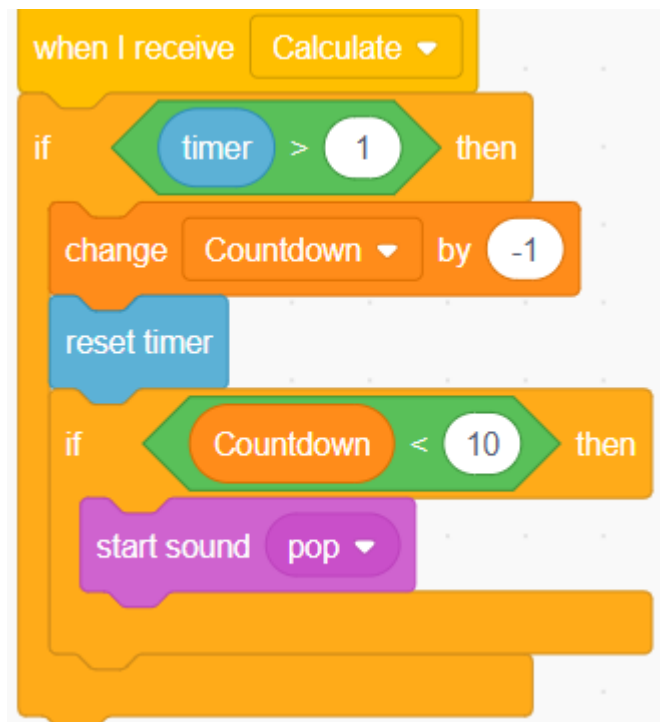 when I receive Calculate
if timer > 1 then
change Countdown by -1
reset timer
if Countdown < 10 then
start sound pop